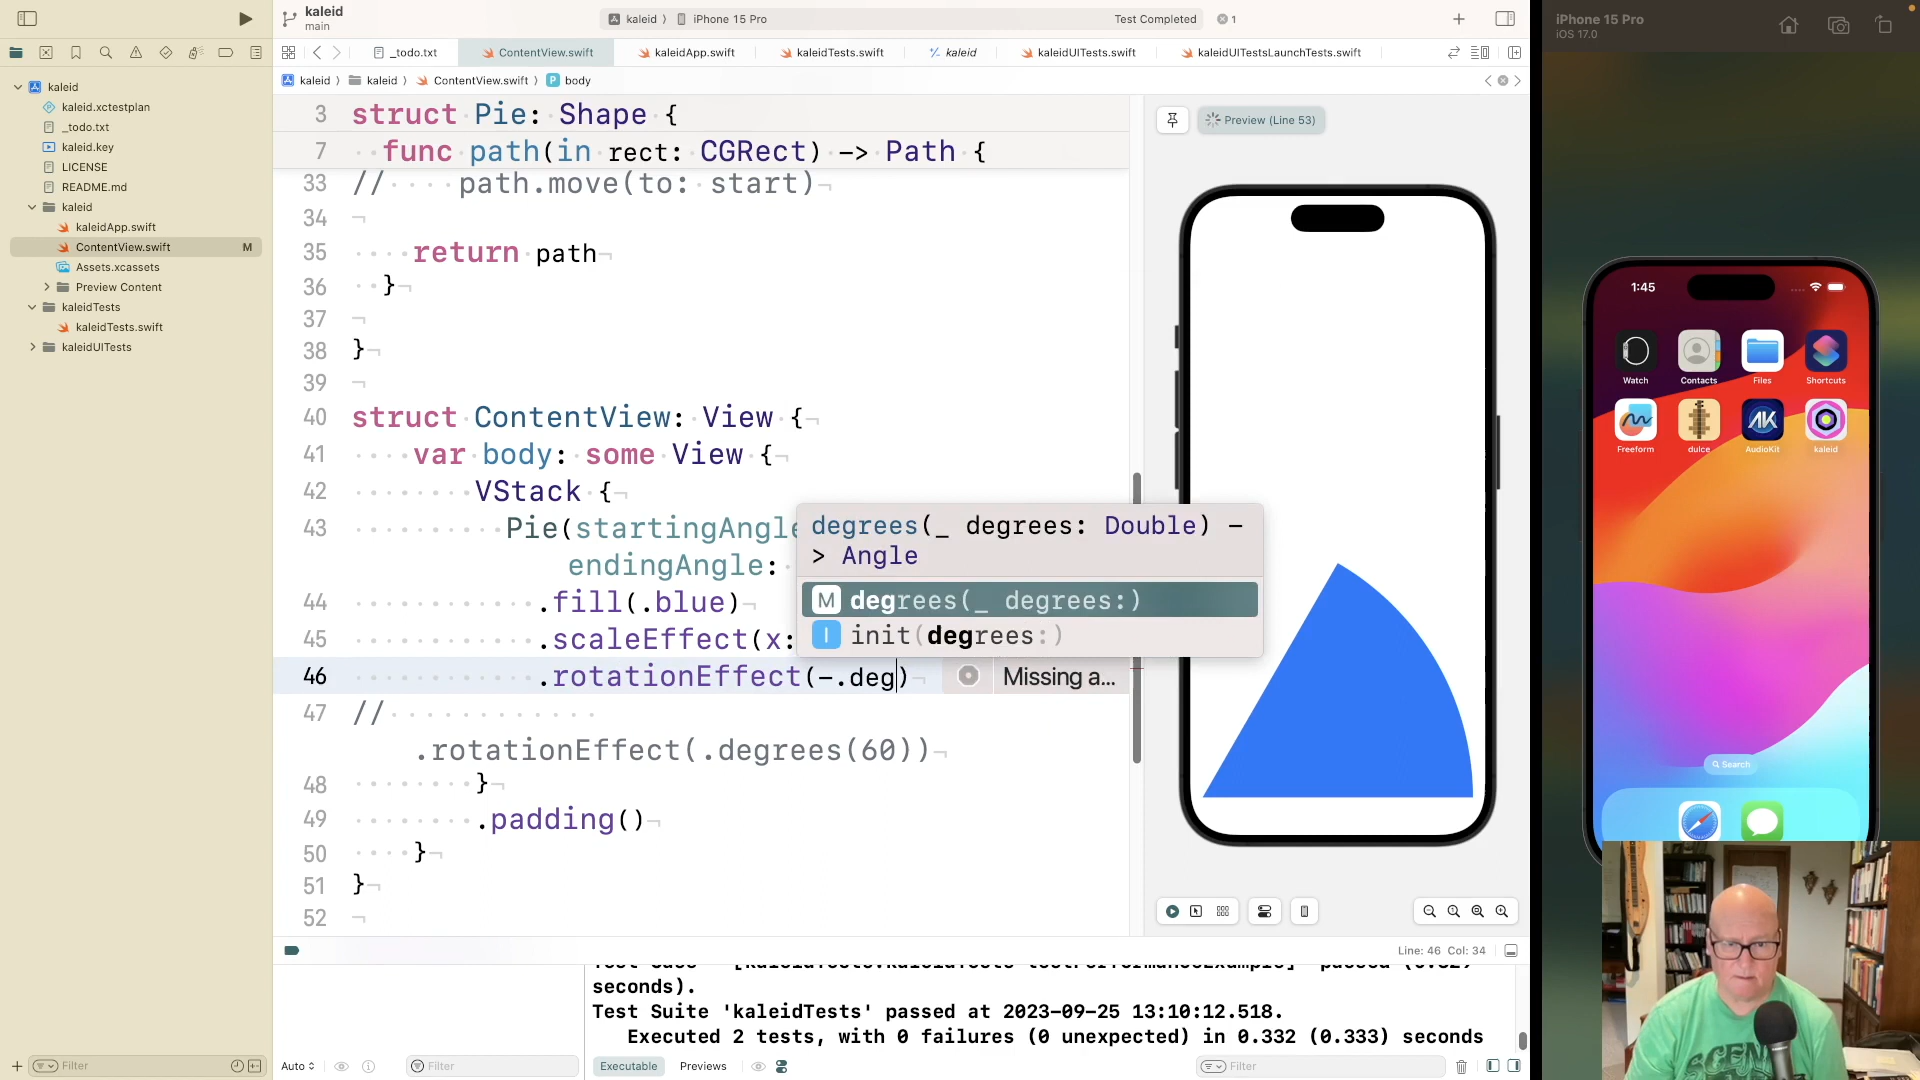 kaleid
main
kaleid
iPhone 15 Pro
Test Completed
1
iPhone 15 Pro
iOS 17.0
_todo.txt
ContentView.swift
kaleidApp.swift
kaleidTests.swift
kaleid
kaleidUITests.swift
kaleidUITestsLaunchTests.swift
kaleid
kaleid
ContentView.swift
P
body
kaleid
kaleid.xctestplan
_todo.txt
kaleid.key
LICENSE
README.md
kaleid
kaleidApp.swift
ContentView.swift
M
Assets.xcassets
Preview Content
kaleidTests
kaleidTests.swift
kaleidUITests
3 struct Pie: Shape {
7 func path(in rect: CGRect) -> Path {
33 // path.move(to: start)
34
35 return path
36 }
37
38 }
39
40 struct ContentView: View {
41 var body: some View {
42 VStack {
43 Pie(startingAngle
endingAngle:
44 .fill(.blue)
45 .scaleEffect(x:
46 .rotationEffect(-.deg)
Missing a...
47 //
.rotationEffect(.degrees(60))
48 }
49 .padding()
50 }
51 }
52
degrees(_ degrees: Double) -
> Angle
M degrees(_ degrees:)
I init(degrees:)
Preview (Line 53)
1:45
Watch
Contacts
Files
Shortcuts
Freeform
dulce
AudioKit
kaleid
Search
Line: 46 Col: 34
seconds).
Test Suite 'kaleidTests' passed at 2023-09-25 13:10:12.518.
Executed 2 tests, with 0 failures (0 unexpected) in 0.332 (0.333) seconds
Filter
Auto
Filter
Executable
Previews
Filter